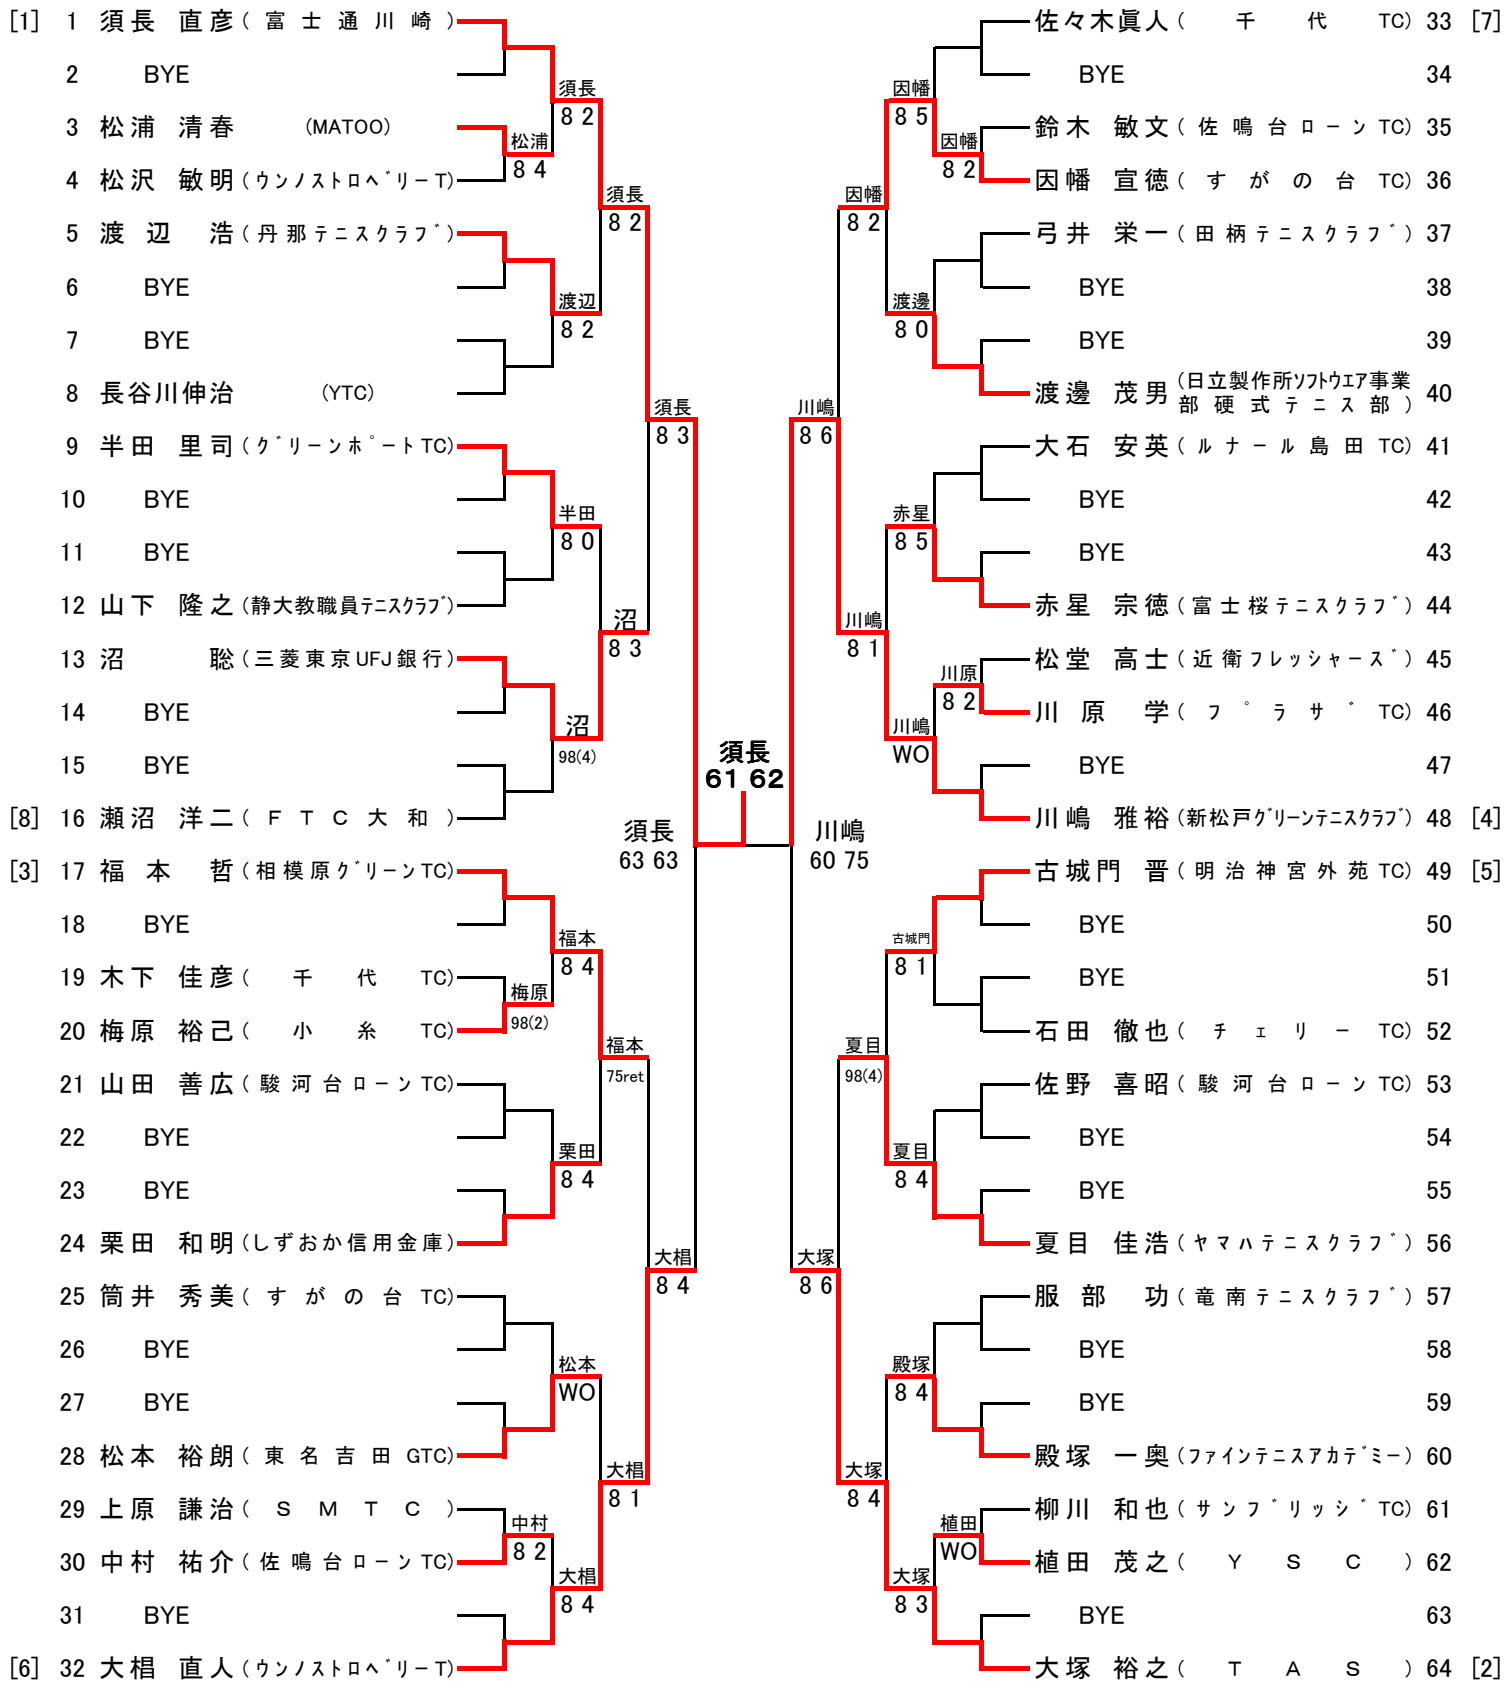 [1] 1 須長 直彦 (富士通川崎)
2 BYE
3 松浦 清春 (MATOO)
4 松沢 敏明 (ウンノストロベリーT)
5 渡辺 浩 (丹那テニスクラブ)
6 BYE
7 BYE
8 長谷川伸治 (YTC)
9 半田 里司 (グリーンポートTC)
10 BYE
11 BYE
12 山下 隆之 (静大教職員テニスクラブ)
13 沼 聡 (三菱東京UFJ銀行)
14 BYE
15 BYE
[8] 16 瀬沼 洋二 (FTC大和)
[3] 17 福本 哲 (相模原グリーンTC)
18 BYE
19 木下 佳彦 (千代TC)
20 梅原 裕己 (小糸TC)
21 山田 善広 (駿河台ローンTC)
22 BYE
23 BYE
24 栗田 和明 (しずおか信用金庫)
25 筒井 秀美 (すがの台TC)
26 BYE
27 BYE
28 松本 裕朗 (東名吉田GTC)
29 上原 謙治 (SMTC)
30 中村 祐介 (佐鳴台ローンTC)
31 BYE
[6] 32 大椙 直人 (ウンノストロベリーT)
松浦
8 4
梅原
98(2)
中村
8 2
須長
8 2
渡辺
8 2
半田
8 0
沼
98(4)
福本
8 4
栗田
8 4
松本
WO
大椙
8 4
須長
8 2
沼
8 3
福本
75ret
大椙
8 1
須長
8 3
大椙
8 4
須長
63 63
須長
61 62
川嶋
60 75
川嶋
8 6
大塚
8 6
因幡
8 2
川嶋
8 1
夏目
98(4)
大塚
8 4
因幡
8 5
渡邊
8 0
赤星
8 5
川嶋
WO
古城門
8 1
夏目
8 4
殿塚
8 4
大塚
8 3
因幡
8 2
川原
8 2
植田
WO
佐々木眞人 (千代TC) 33 [7]
BYE 34
鈴木 敏文 (佐鳴台ローンTC) 35
因幡 宣徳 (すがの台TC) 36
弓井 栄一 (田柄テニスクラブ) 37
BYE 38
BYE 39
渡邊 茂男 (日立製作所ソフトウエア事業
部硬式テニス部) 40
大石 安英 (ルナール島田TC) 41
BYE 42
BYE 43
赤星 宗徳 (富士桜テニスクラブ) 44
松堂 高士 (近衛フレッシャーズ) 45
川原 学 (プラザTC) 46
BYE 47
川嶋 雅裕 (新松戸グリーンテニスクラブ) 48 [4]
古城門 晋 (明治神宮外苑TC) 49 [5]
BYE 50
BYE 51
石田 徹也 (チェリーTC) 52
佐野 喜昭 (駿河台ローンTC) 53
BYE 54
BYE 55
夏目 佳浩 (ヤマハテニスクラブ) 56
服部 功 (竜南テニスクラブ) 57
BYE 58
BYE 59
殿塚 一奥 (ファインテニスアカデミー) 60
柳川 和也 (サンブリッジTC) 61
植田 茂之 (YSC) 62
BYE 63
大塚 裕之 (TAS) 64 [2]